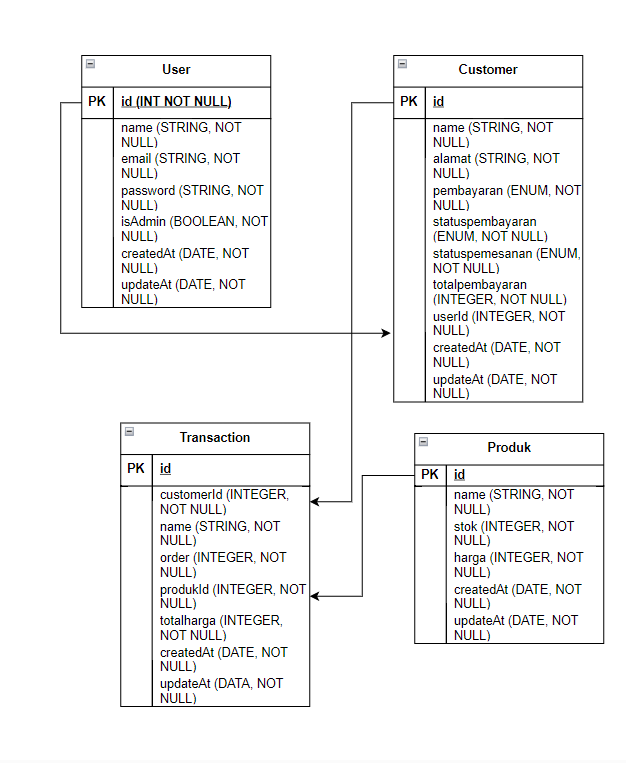 User
PK id (INT NOT NULL)
name (STRING, NOT
NULL)
email (STRING, NOT
NULL)
password (STRING, NOT
NULL)
isAdmin (BOOLEAN, NOT
NULL)
createdAt (DATE, NOT
NULL)
updateAt (DATE, NOT
NULL)
Customer
PK id
name (STRING, NOT
NULL)
alamat (STRING, NOT
NULL)
pembayaran (ENUM, NOT
NULL)
statuspembayaran
(ENUM, NOT NULL)
statuspemesanan (ENUM,
NOT NULL)
totalpembayaran
(INTEGER, NOT NULL)
userId (INTEGER, NOT
NULL)
createdAt (DATE, NOT
NULL)
updateAt (DATE, NOT
NULL)
Transaction
PK id
customerId (INTEGER,
NOT NULL)
name (STRING, NOT
NULL)
order (INTEGER, NOT
NULL)
produkId (INTEGER, NOT
NULL)
totalharga (INTEGER,
NOT NULL)
createdAt (DATE, NOT
NULL)
updateAt (DATA, NOT
NULL)
Produk
PK id
name (STRING, NOT
NULL)
stok (INTEGER, NOT
NULL)
harga (INTEGER, NOT
NULL)
createdAt (DATE, NOT
NULL)
updateAt (DATE, NOT
NULL)